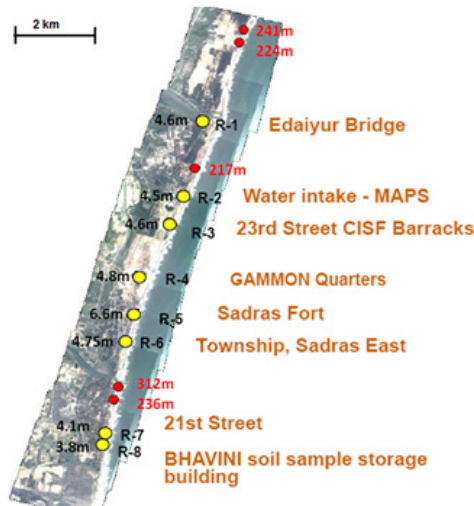 2 km
241m
224m
4.6m R-1 Edaiyur Bridge
217m
4.5m R-2 Water intake - MAPS
4.6m R-3 23rd Street CISF Barracks
4.8m R-4 GAMMON Quarters
6.6m R-5 Sadras Fort
4.75m R-6 Township, Sadras East
312m
236m
4.1m R-7 21st Street
3.8m R-8 BHAVINI soil sample storage
building